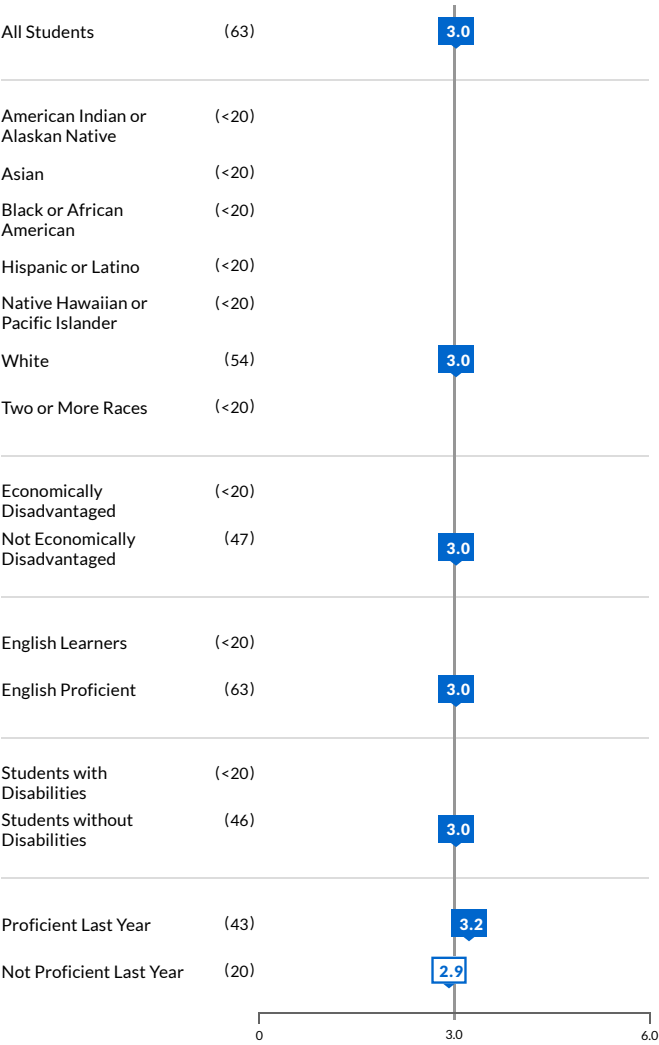 All Students (63) 3.0
American Indian or
Alaskan Native (<20)
Asian (<20)
Black or African
American (<20)
Hispanic or Latino (<20)
Native Hawaiian or
Pacific Islander (<20)
White (54) 3.0
Two or More Races (<20)
Economically
Disadvantaged (<20)
Not Economically
Disadvantaged (47) 3.0
English Learners (<20)
English Proficient (63) 3.0
Students with
Disabilities (<20)
Students without
Disabilities (46) 3.0
Proficient Last Year (43) 3.2
Not Proficient Last Year (20) 2.9
0 3.0 6.0